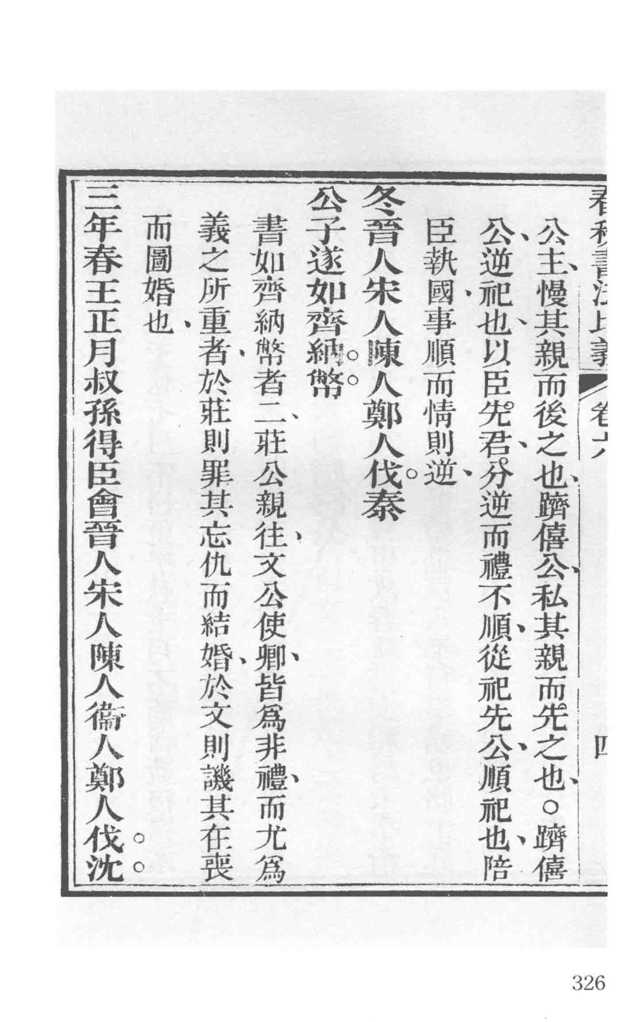 春秋書法比義 卷六 四
公主慢其親而後之也躋僖公私其親而先之也○躋僖
公逆祀也以臣先君分逆而禮不順從祀先公順祀也陪
臣執國事順而情則逆
冬晉人宋人陳人鄭人伐秦
公子遂如齊納幣
書如齊納幣者二莊公親往文公使卿皆爲非禮而尤爲
義之所重者於莊則罪其忘仇而結婚於文則譏其在喪
而圖婚也
三年春王正月叔孫得臣會晉人宋人陳人衞人鄭人伐沈
326